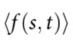 ⟨f(s, t)⟩